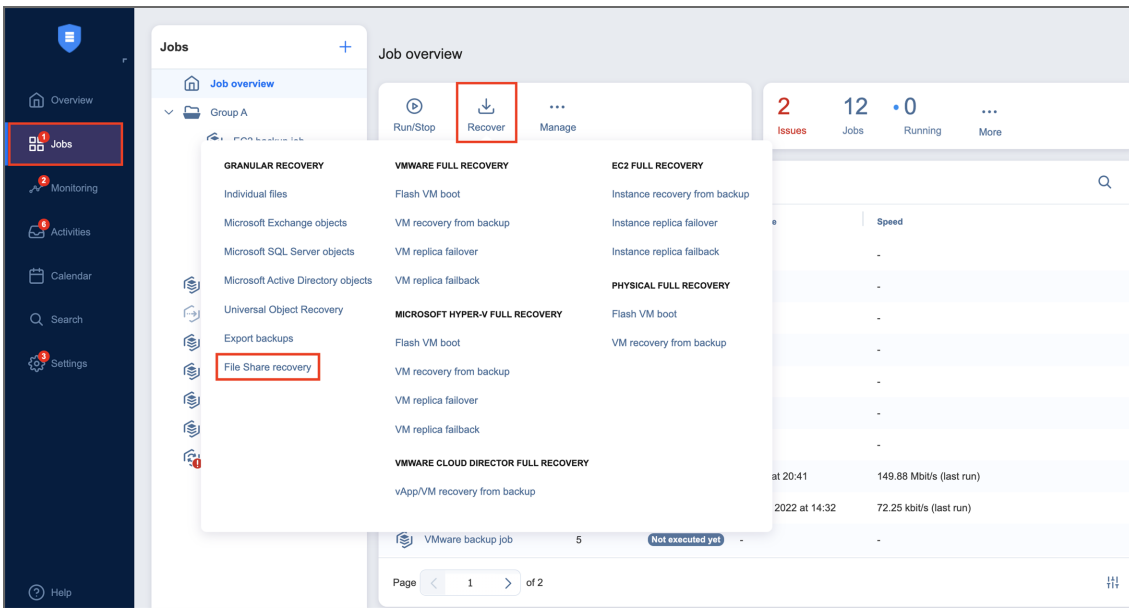 Overview
1
Jobs
2
Monitoring
6
Activities
Calendar
Search
3
Settings
Help
Jobs
Job overview
Group A
EC2 backup job
Job overview
Run/Stop
Recover
Manage
2
Issues
12
Jobs
0
Running
More
GRANULAR RECOVERY
Individual files
Microsoft Exchange objects
Microsoft SQL Server objects
Microsoft Active Directory objects
Universal Object Recovery
Export backups
File Share recovery
VMWARE FULL RECOVERY
Flash VM boot
VM recovery from backup
VM replica failover
VM replica failback
MICROSOFT HYPER-V FULL RECOVERY
Flash VM boot
VM recovery from backup
VM replica failover
VM replica failback
VMWARE CLOUD DIRECTOR FULL RECOVERY
vApp/VM recovery from backup
EC2 FULL RECOVERY
Instance recovery from backup
Instance replica failover
Instance replica failback
PHYSICAL FULL RECOVERY
Flash VM boot
VM recovery from backup
e Speed
-
-
-
-
-
-
-
at 20:41 149.88 Mbit/s (last run)
2022 at 14:32 72.25 kbit/s (last run)
VMware backup job 5 Not executed yet - -
Page 1 of 2